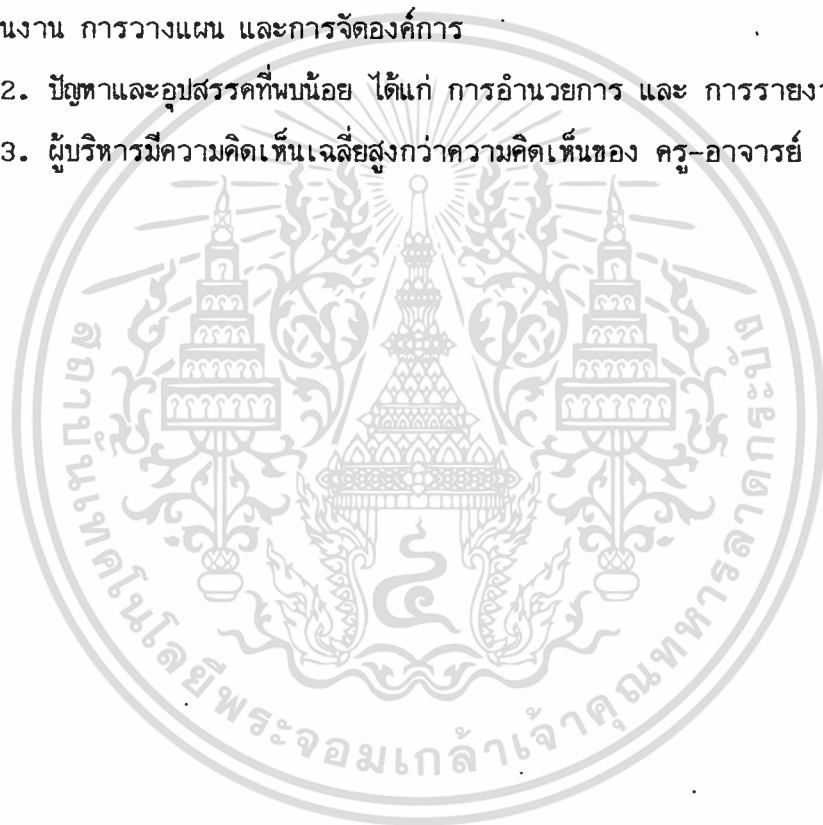 นงาน การวางแผน และการจัดองค์การ
2. ปัญหาและอุปสรรคที่พบน้อย ได้แก่ การอำนวยการ และ การรายงา
3. ผู้บริหารมีความคิดเห็นเฉลี่ยสูงกว่าความคิดเห็นของ ครู-อาจารย์
สถาบันเทคโนโลยีพระจอมเกล้าเจ้าคุณทหารลาดกระบัง